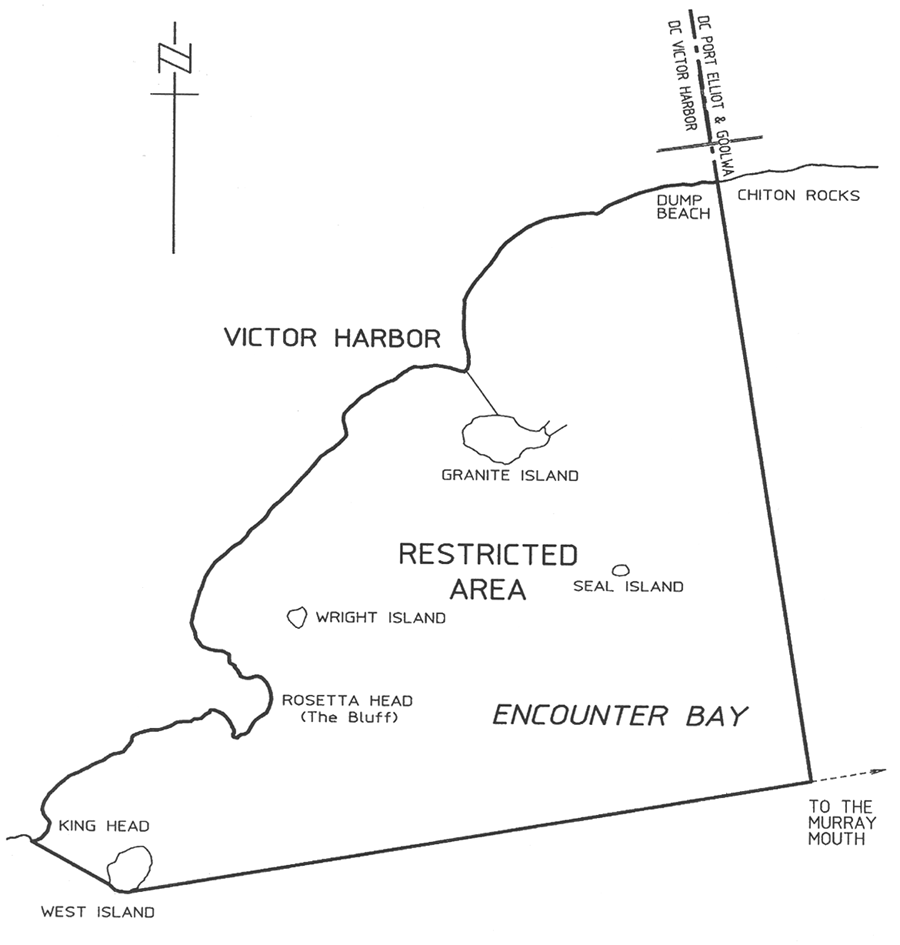 N
DC PORT ELLIOT & GOOLWA
DC VICTOR HARBOR
DUMP
BEACH
CHITON ROCKS
VICTOR HARBOR
GRANITE ISLAND
RESTRICTED
AREA
SEAL ISLAND
WRIGHT ISLAND
ROSETTA HEAD
(The Bluff)
ENCOUNTER BAY
TO THE
MURRAY
MOUTH
KING HEAD
WEST ISLAND